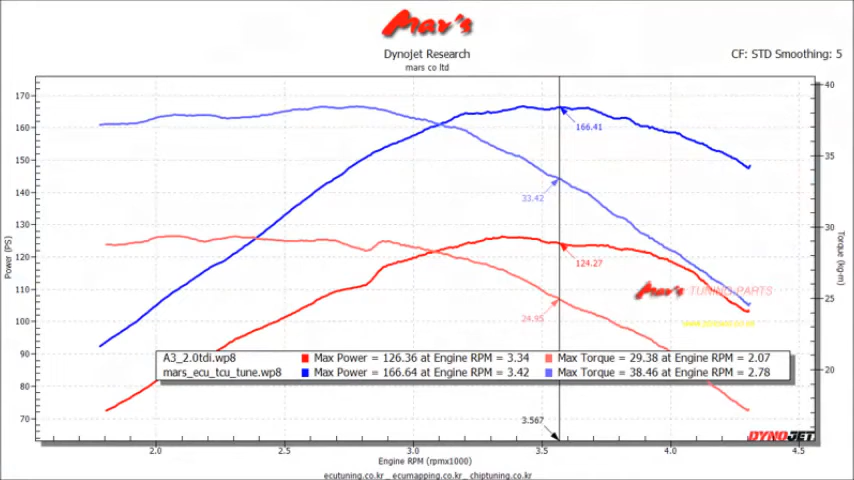 Mar's
Dynojet Research
mars co ltd
CF: STD Smoothing: 5
170
160
150
140
130
120
110
100
90
80
70
Power (PS)
40
35
30
25
20
Torque (kg-m)
166.41
33.42
124.27
24.95
Mar's TUNING PARTS
A3_2.0tdi.wp8 Max Power = 126.36 at Engine RPM = 3.34 Max Torque = 29.38 at Engine RPM = 2.07
mars_ecu_tcu_tune.wp8 Max Power = 166.64 at Engine RPM = 3.42 Max Torque = 38.46 at Engine RPM = 2.78
3.567
DYNOJET
2.0 2.5 3.0 3.5 4.0 4.5
Engine RPM (rpmx1000)
ecutuning.co.kr _ ecumapping.co.kr _ chiptuning.co.kr